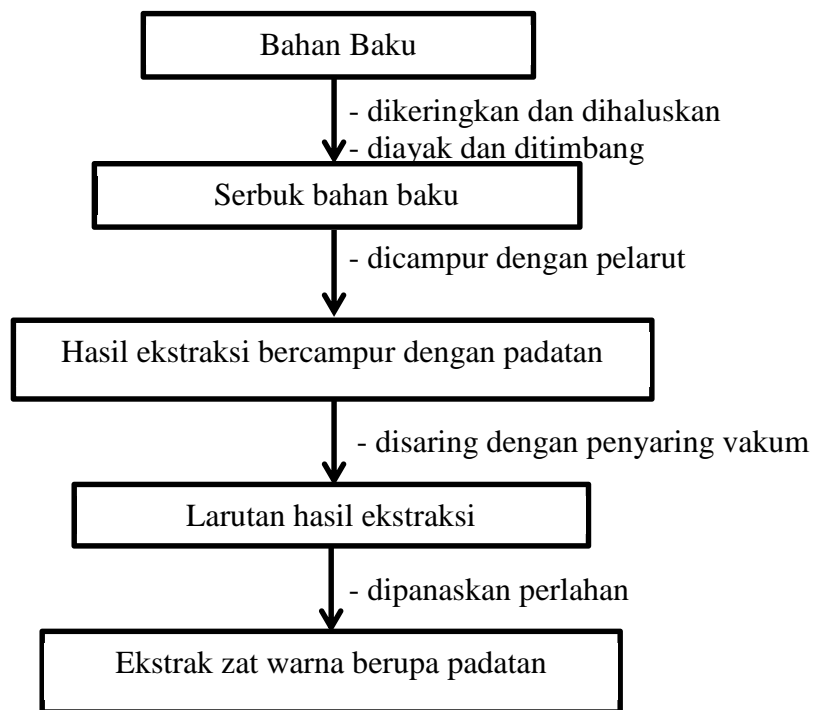 Bahan Baku
- dikeringkan dan dihaluskan
- diayak dan ditimbang
Serbuk bahan baku
- dicampur dengan pelarut
Hasil ekstraksi bercampur dengan padatan
- disaring dengan penyaring vakum
Larutan hasil ekstraksi
- dipanaskan perlahan
Ekstrak zat warna berupa padatan